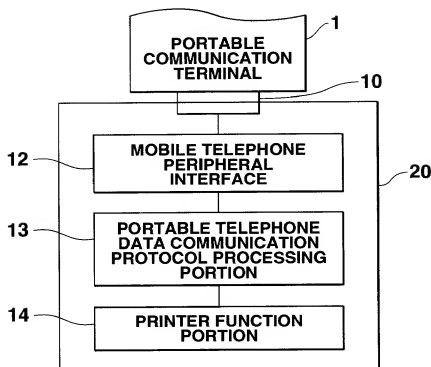 1
PORTABLE
COMMUNICATION
TERMINAL
10
12
MOBILE TELEPHONE
PERIPHERAL
INTERFACE
20
13
PORTABLE TELEPHONE
DATA COMMUNICATION
PROTOCOL PROCESSING
PORTION
14
PRINTER FUNCTION
PORTION